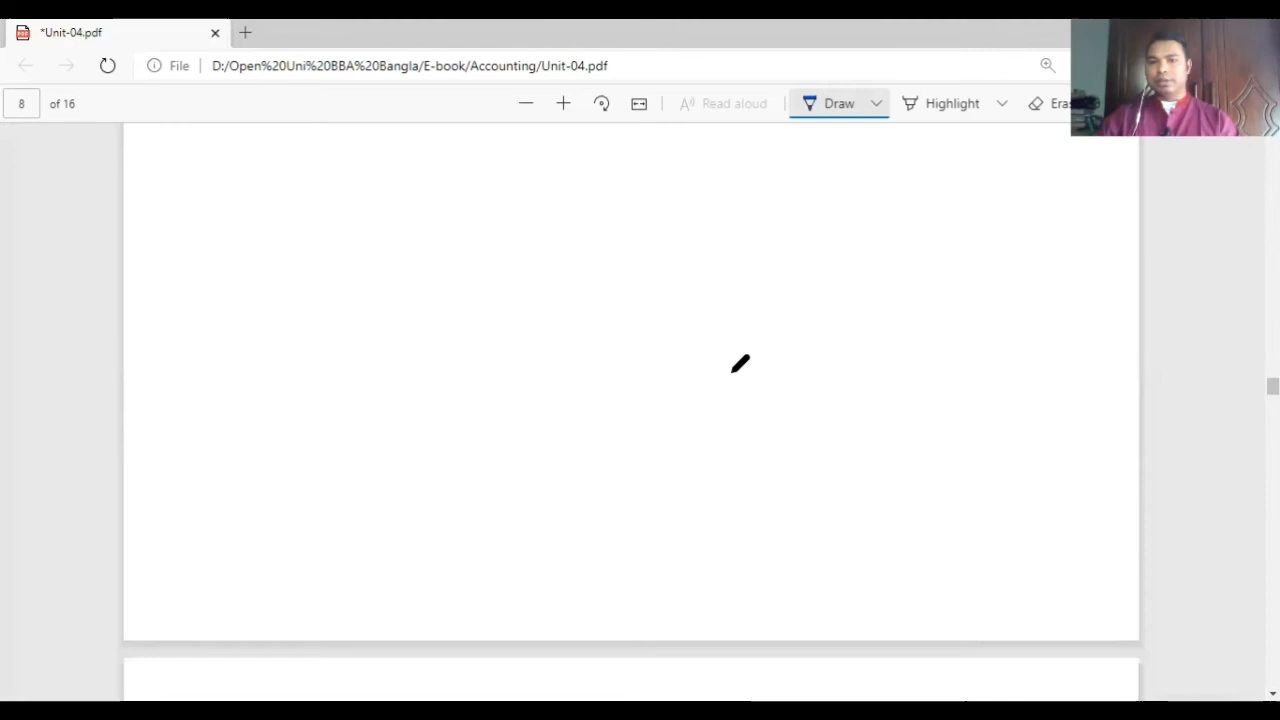 *Unit-04.pdf
File D:/Open%20Uni%20BBA%20Bangla/E-book/Accounting/Unit-04.pdf
8 of 16 Read aloud Draw Highlight